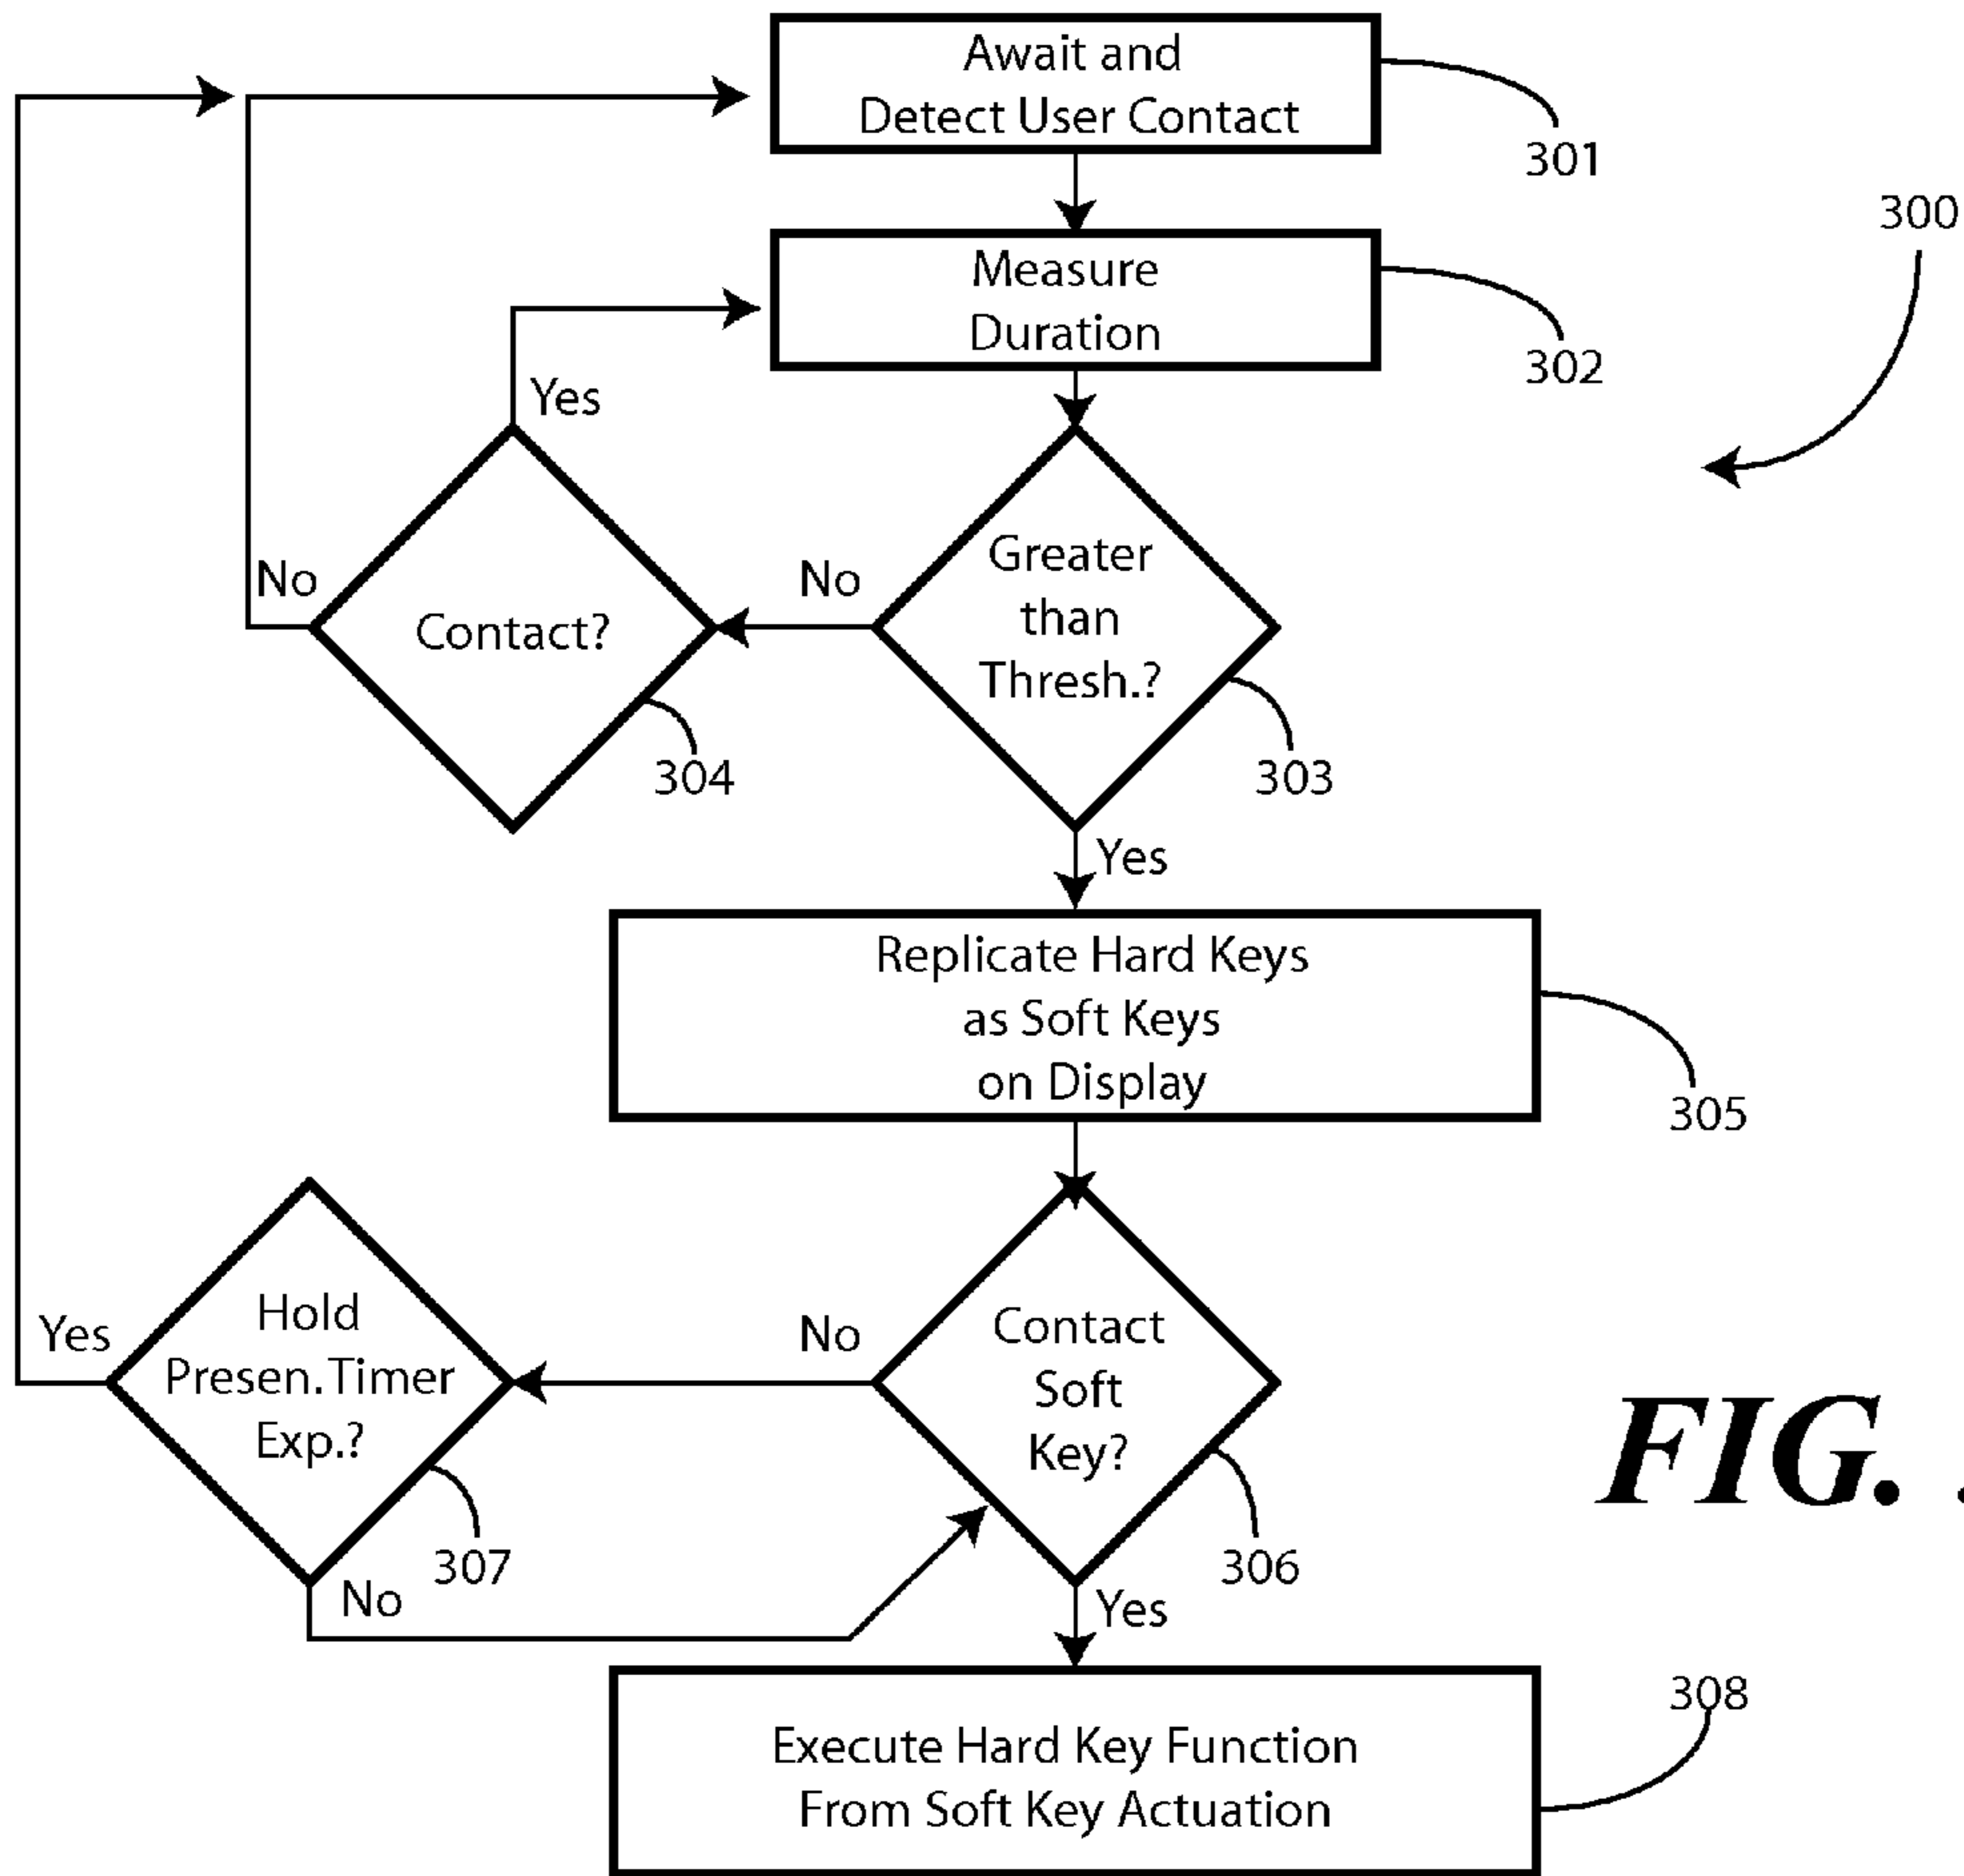 Await and
Detect User Contact
301
300
Measure
Duration
302
Yes
No
Contact?
304
No
Greater
than
Thresh.?
303
Yes
Replicate Hard Keys
as Soft Keys
on Display
305
Yes
Hold
Presen.Timer
Exp.?
307
No
No
Contact
Soft
Key?
306
Yes
FIG.
308
Execute Hard Key Function
From Soft Key Actuation